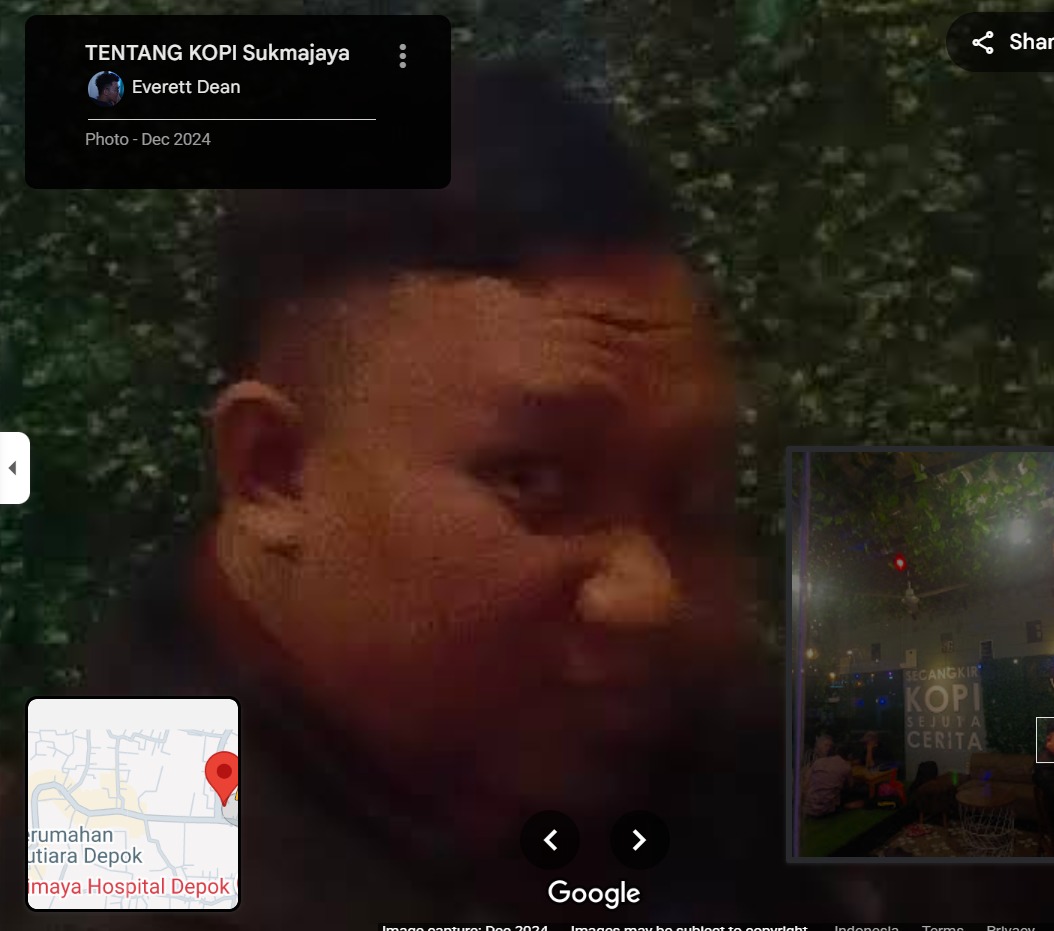 TENTANG KOPI Sukmajaya
Everett Dean
Photo - Dec 2024
Shar
SECANGKIR
KOPI
SEJUTA
CERITA
erumahan
utiara Depok
imaya Hospital Depok
Google
Image capture: Dec 2024 Images may be subject to copyright. Indonesia Terms Privacy